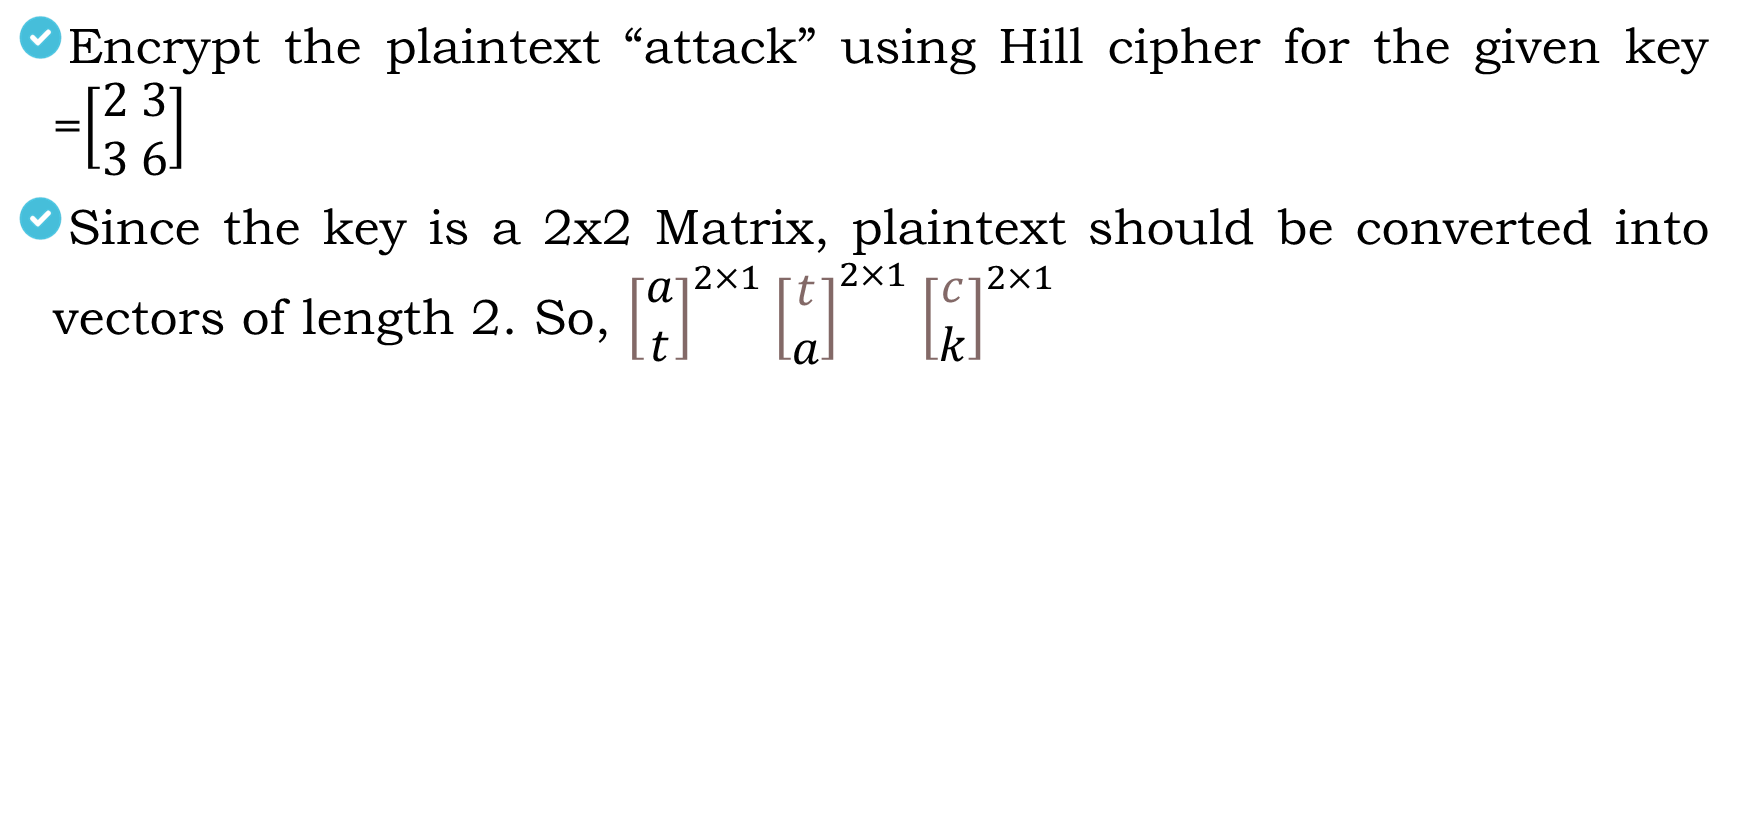 Encrypt the plaintext “attack” using Hill cipher for the given key
=[2 3
3 6]
Since the key is a 2x2 Matrix, plaintext should be converted into
vectors of length 2. So, [a t]2×1 [t a]2×1 [c k]2×1